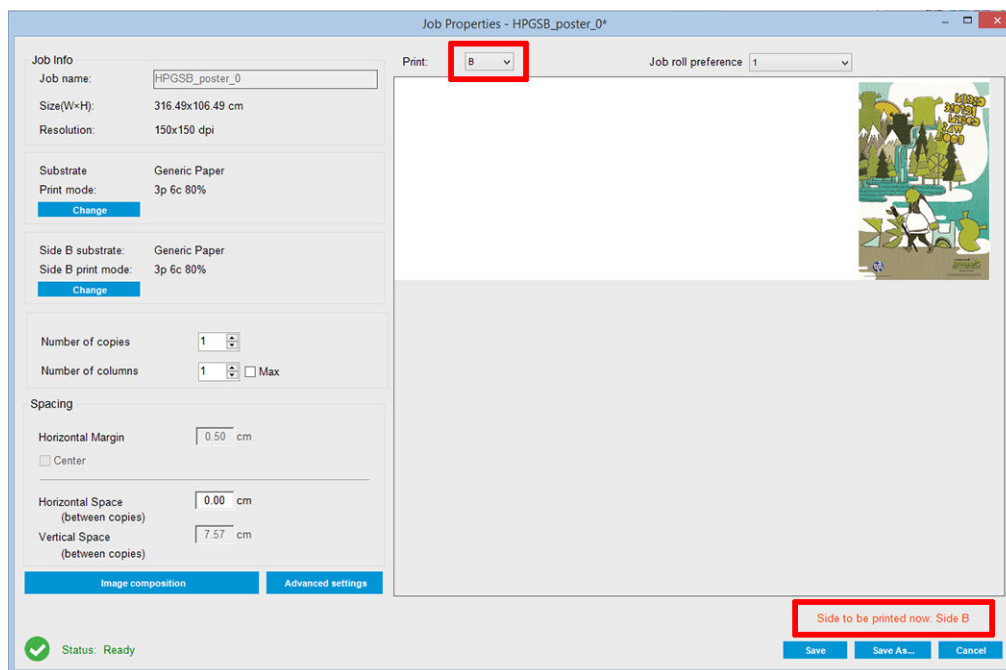 Job Properties - HPGSB_poster_0*
Job Info
Job name: HPGSB_poster_0
Size(W×H): 316.49x106.49 cm
Resolution: 150x150 dpi
Substrate Generic Paper
Print mode: 3p 6c 80%
Change
Side B substrate: Generic Paper
Side B print mode: 3p 6c 80%
Change
Number of copies 1
Number of columns 1 Max
Spacing
Horizontal Margin 0.50 cm
Center
Horizontal Space 0.00 cm
(between copies)
Vertical Space 7.57 cm
(between copies)
Image composition Advanced settings
Status: Ready
Print: B Job roll preference 1
Side to be printed now: Side B
Save Save As... Cancel